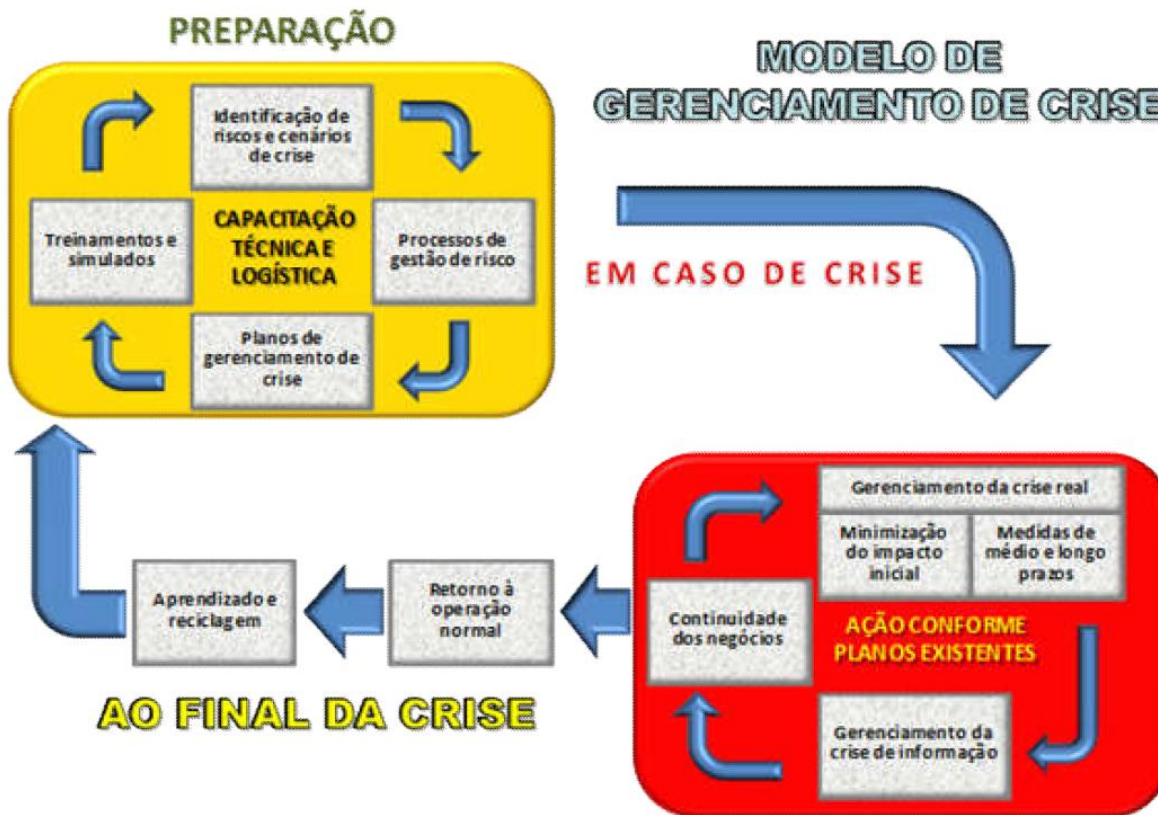 PREPARAÇÃO
MODELO DE
GERENCIAMENTO DE CRISE
Identificação de
riscos e cenários
de crise
Treinamentos e
simulados
CAPACITAÇÃO
TÉCNICA E
LOGÍSTICA
Processos de
gestão de risco
Planos de
gerenciamento de
crise
EM CASO DE CRISE
Gerenciamento da crise real
Minimização
do impacto
inicial
Medidas de
médio e longo
prazos
Continuidade
dos negócios
AÇÃO CONFORME
PLANOS EXISTENTES
Gerenciamento da
crise de informação
Retorno à
operação
normal
Aprendizado e
reciclagem
AO FINAL DA CRISE